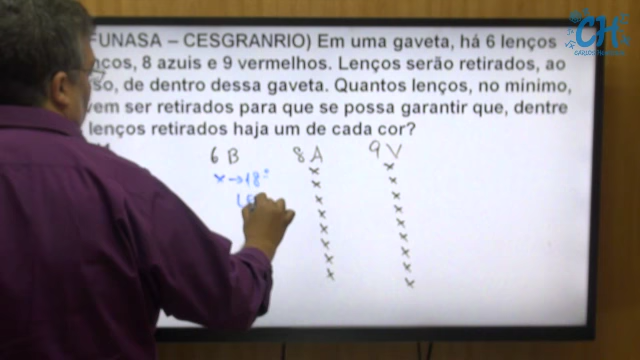 CH
FUNASA – CESGRANRIO) Em uma gaveta, há 6 lenços
ncos, 8 azuis e 9 vermelhos. Lenços serão retirados, ao
so, de dentro dessa gaveta. Quantos lenços, no mínimo,
vem ser retirados para que se possa garantir que, dentre
lenços retirados haja um de cada cor?
6 B 8 A 9 V
x→18º